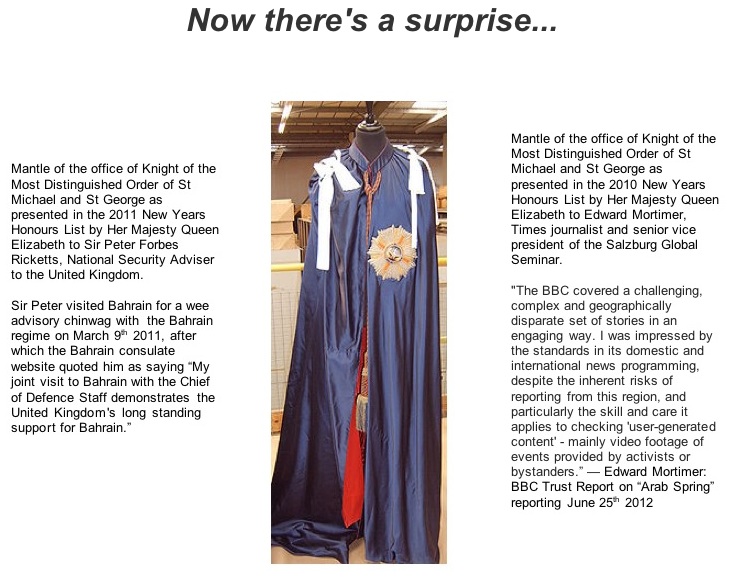 Now there's a surprise...
Mantle of the office of Knight of the
Most Distinguished Order of St
Michael and St George as
presented in the 2011 New Years
Honours List by Her Majesty Queen
Elizabeth to Sir Peter Forbes
Ricketts, National Security Adviser
to the United Kingdom.
Sir Peter visited Bahrain for a wee
advisory chinwag with the Bahrain
regime on March 9th 2011, after
which the Bahrain consulate
website quoted him as saying “My
joint visit to Bahrain with the Chief
of Defence Staff demonstrates the
United Kingdom's long standing
support for Bahrain.”
Mantle of the office of Knight of the
Most Distinguished Order of St
Michael and St George as
presented in the 2010 New Years
Honours List by Her Majesty Queen
Elizabeth to Edward Mortimer,
Times journalist and senior vice
president of the Salzburg Global
Seminar.
"The BBC covered a challenging,
complex and geographically
disparate set of stories in an
engaging way. I was impressed by
the standards in its domestic and
international news programming,
despite the inherent risks of
reporting from this region, and
particularly the skill and care it
applies to checking 'user-generated
content' - mainly video footage of
events provided by activists or
bystanders.” — Edward Mortimer:
BBC Trust Report on “Arab Spring”
reporting June 25th 2012